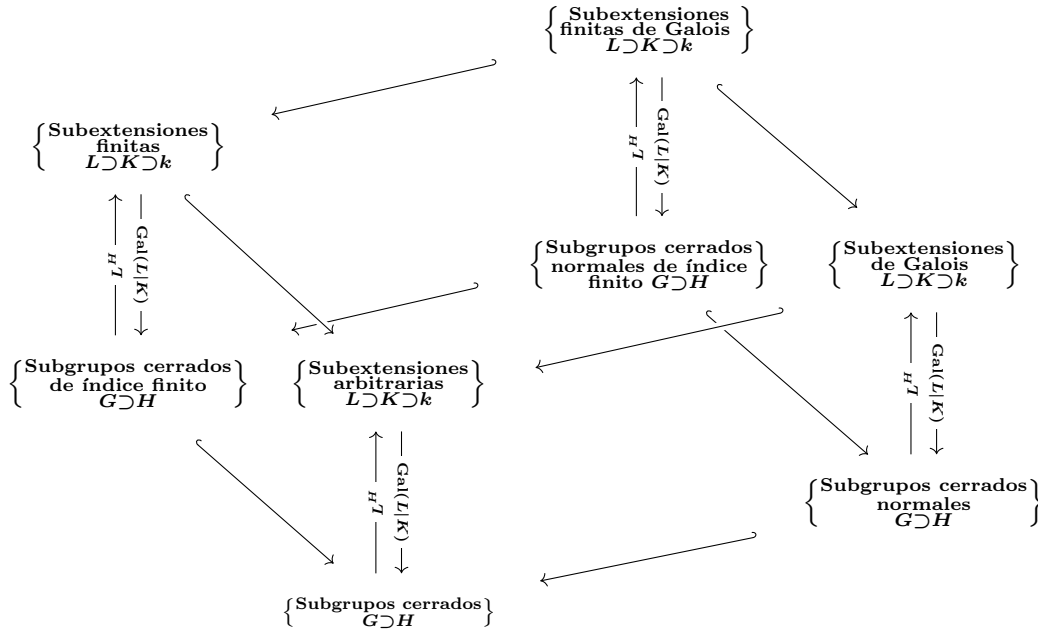 Subextensiones
finitas de Galois
L⊃K⊃k
Subextensiones
finitas
L⊃K⊃k
Gal(L|K)
L^H
Gal(L|K)
L^H
Subgrupos cerrados
normales de índice
finito G⊃H
Subextensiones
de Galois
L⊃K⊃k
Subgrupos cerrados
de índice finito
G⊃H
Subextensiones
arbitrarias
L⊃K⊃k
Gal(L|K)
L^H
Gal(L|K)
L^H
Subgrupos cerrados
normales
G⊃H
Subgrupos cerrados
G⊃H